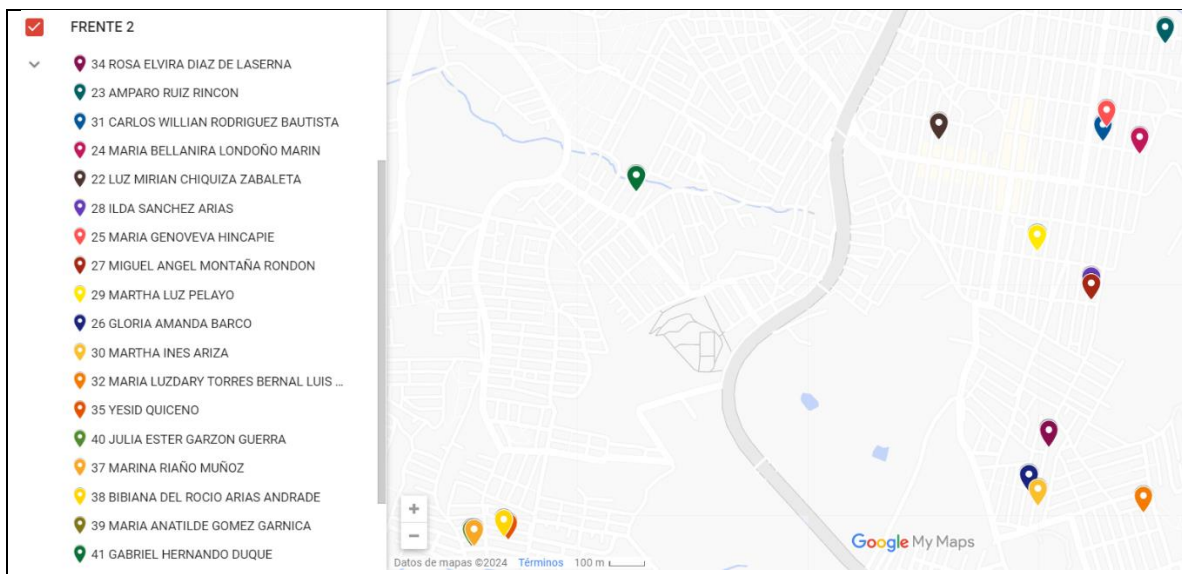 FRENTE 2
34 ROSA ELVIRA DIAZ DE LASERNA
23 AMPARO RUIZ RINCON
31 CARLOS WILLIAN RODRIGUEZ BAUTISTA
24 MARIA BELLANIRA LONDOÑO MARIN
22 LUZ MIRIAN CHIQUIZA ZABALETA
28 ILDA SANCHEZ ARIAS
25 MARIA GENOVEVA HINCAPIE
27 MIGUEL ANGEL MONTAÑA RONDON
29 MARTHA LUZ PELAYO
26 GLORIA AMANDA BARCO
30 MARTHA INES ARIZA
32 MARIA LUZDARY TORRES BERNAL LUIS ...
35 YESID QUICENO
40 JULIA ESTER GARZON GUERRA
37 MARINA RIAÑO MUÑOZ
38 BIBIANA DEL ROCIO ARIAS ANDRADE
39 MARIA ANATILDE GOMEZ GARNICA
41 GABRIEL HERNANDO DUQUE
+
−
Google My Maps
Datos de mapas ©2024 Términos 100 m